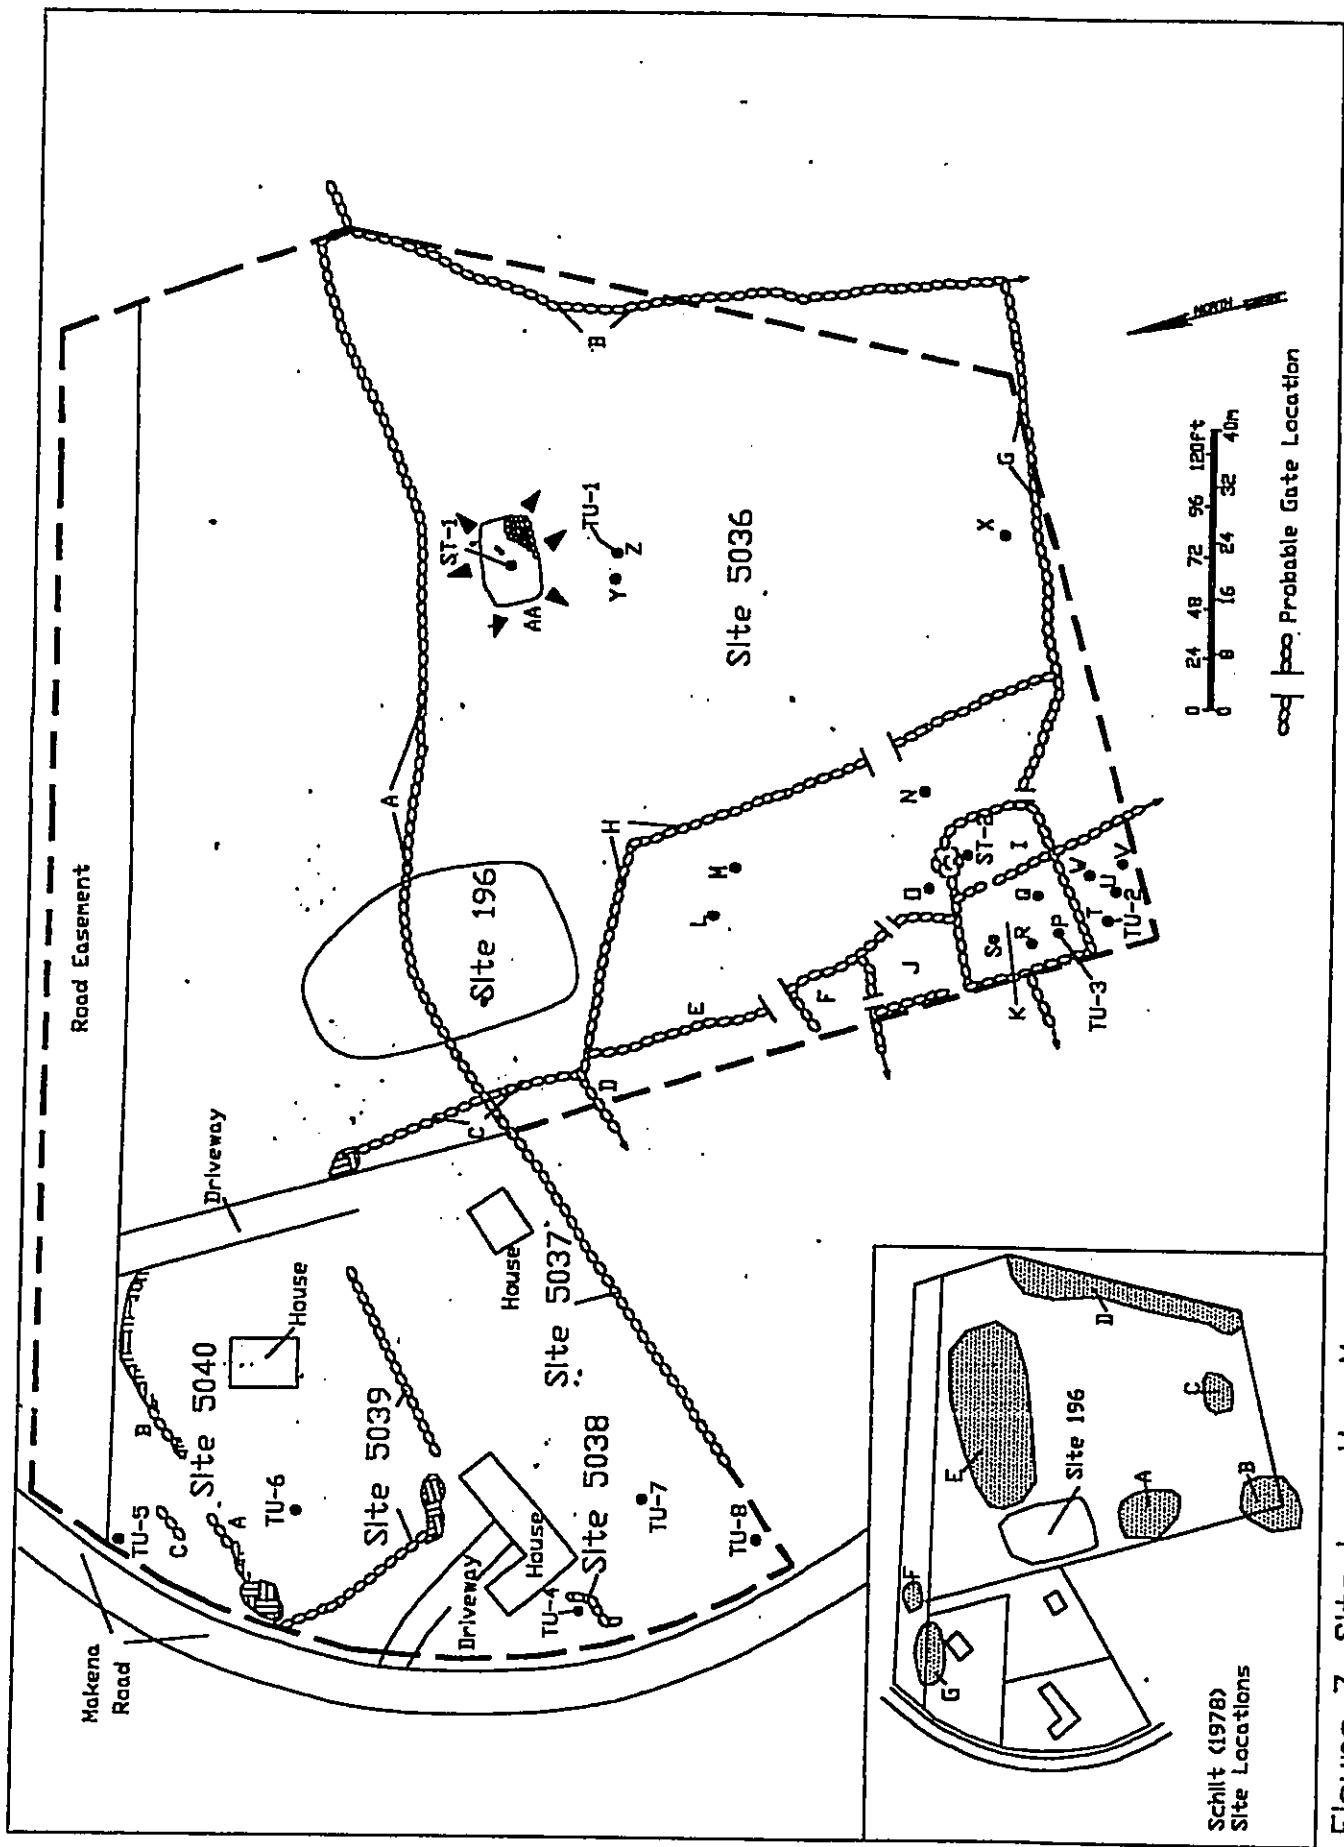 Makena
Road
Road Easement
Driveway
TU-5
C
B
A
Site 5040
TU-6
House
Site 5039
Driveway
House
TU-4
Site 5038
TU-7
TU-8
House
Site 5037
C
D
Site 196
A
ST-1
AA
TU-1
Y
Z
B
Site 5036
H
E
L
M
N
F
J
O
ST-2
I
K
S
R
Q
P
TU-3
W
T
U
V
TU-2
X
G
NORTH
0 24 48 72 96 120ft
0 8 16 24 32 40m
Probable Gate Location
F
G
E
Site 196
A
B
C
D
Schilt (1978)
Site Locations
Figure 7. Site